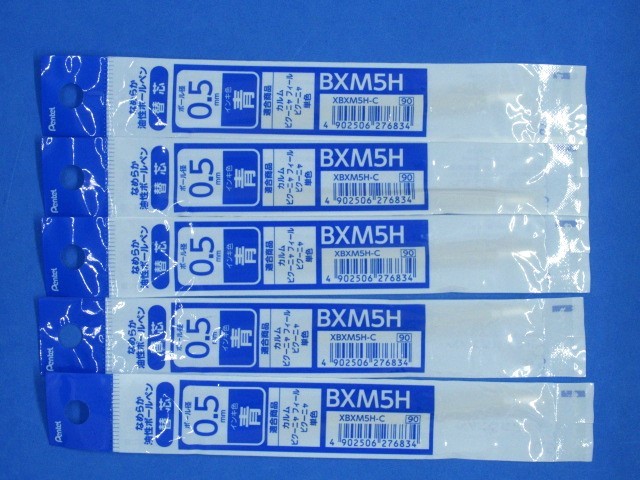 Pentel
なめらか
油性ボールペン
替芯
ボール径
0.5
mm
インキ色
青
適合商品
カルム
ビクーニャ フィール
ビクーニャ
単色
BXM5H
XBXM5H-C
90
4 902506 276834
Pentel
なめらか
油性ボールペン
替芯
ボール径
0.5
mm
インキ色
青
適合商品
カルム
ビクーニャ フィール
ビクーニャ
単色
BXM5H
XBXM5H-C
90
4 902506 276834
Pentel
なめらか
油性ボールペン
替芯
ボール径
0.5
mm
インキ色
青
適合商品
カルム
ビクーニャ フィール
ビクーニャ
単色
BXM5H
XBXM5H-C
90
4 902506 276834
Pentel
なめらか
油性ボールペン
替芯
ボール径
0.5
mm
インキ色
青
適合商品
カルム
ビクーニャ フィール
ビクーニャ
単色
BXM5H
XBXM5H-C
90
4 902506 276834
Pentel
なめらか
油性ボールペン
替芯
ボール径
0.5
mm
インキ色
青
適合商品
カルム
ビクーニャ フィール
ビクーニャ
単色
BXM5H
XBXM5H-C
90
4 902506 276834